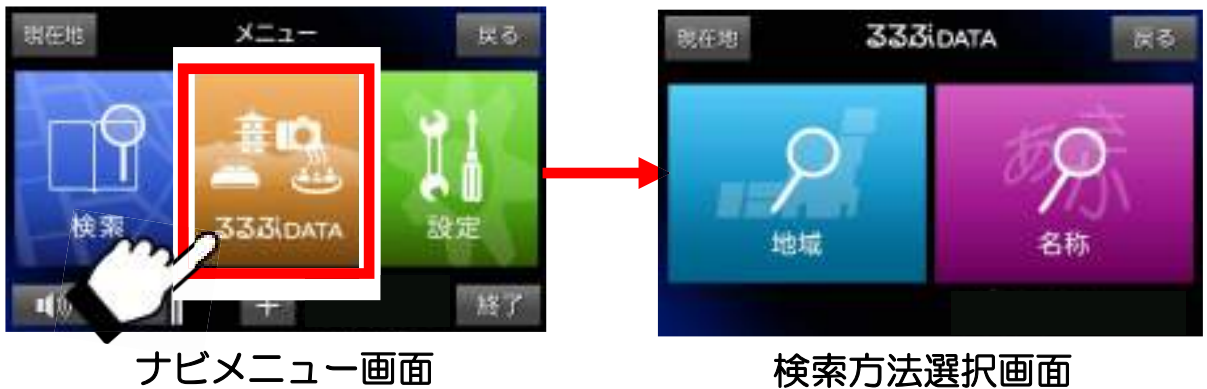 現在地 メニュー 戻る
検索 るるぶDATA 設定
+ 終了
ナビメニュー画面
現在地 るるぶDATA 戻る
あ
地域 名称
検索方法選択画面